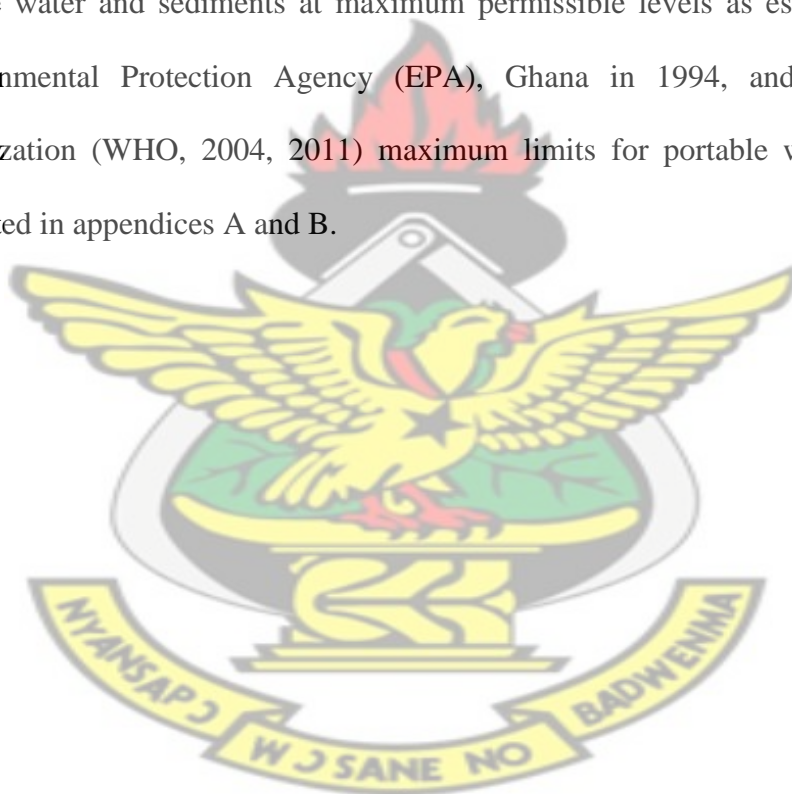 water and sediments at maximum permissible levels as es
nmental Protection Agency (EPA), Ghana in 1994, and
zation (WHO, 2004, 2011) maximum limits for portable w
ted in appendices A and B.
NYANSAPƆ
WƆSANE NO
BADWENMA